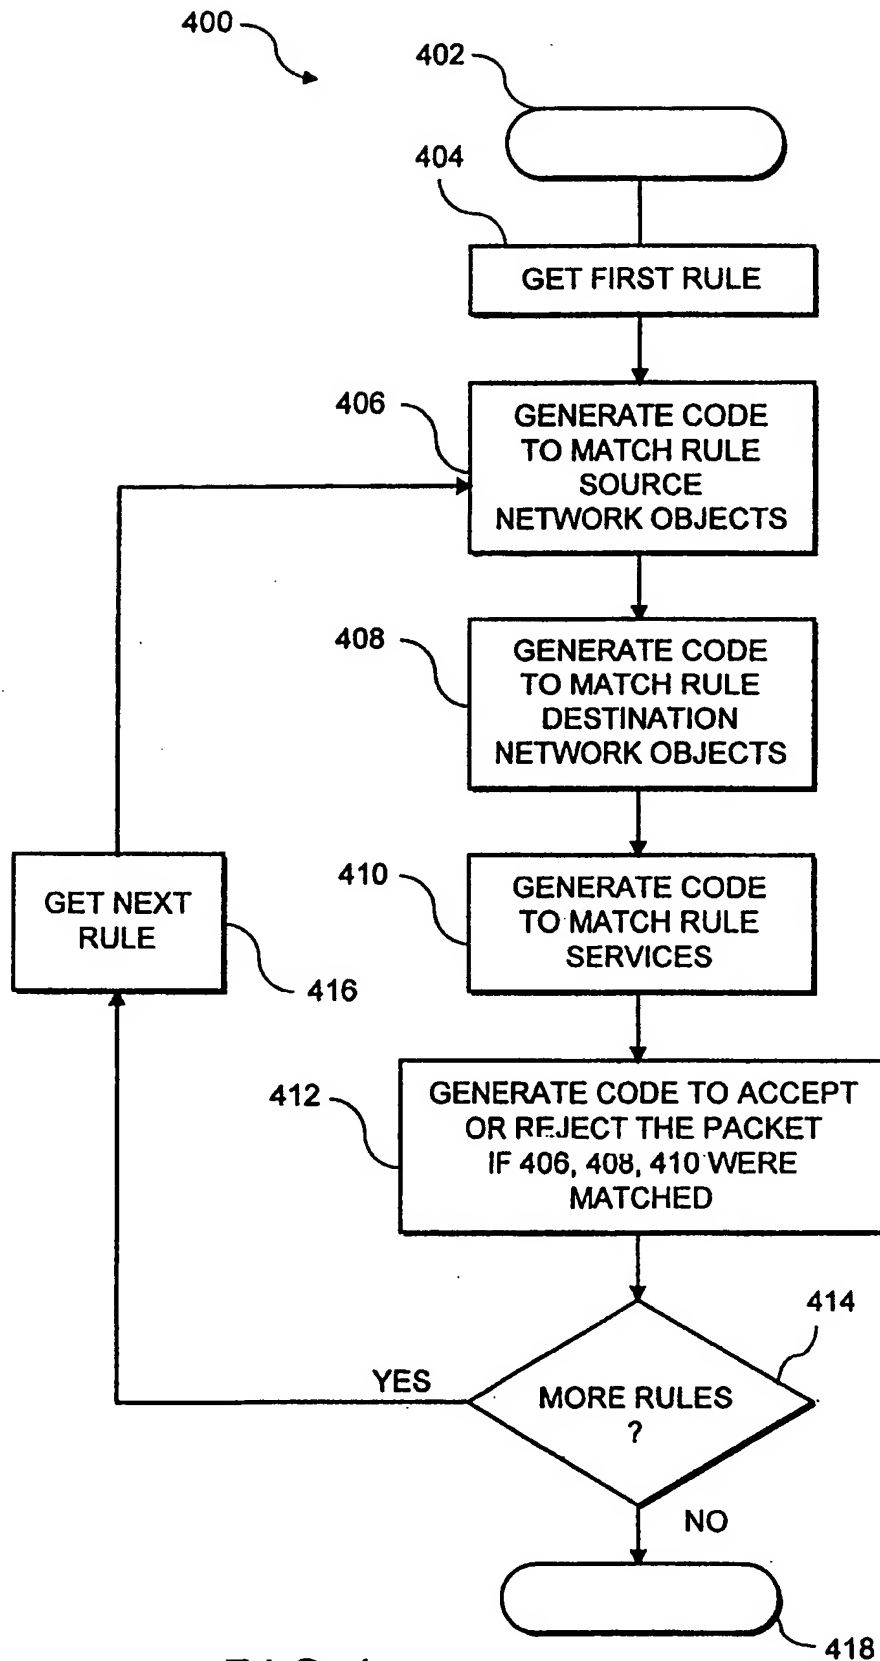 400
402
404
GET FIRST RULE
406
GENERATE CODE
TO MATCH RULE
SOURCE
NETWORK OBJECTS
408
GENERATE CODE
TO MATCH RULE
DESTINATION
NETWORK OBJECTS
410
GENERATE CODE
TO MATCH RULE
SERVICES
GET NEXT
RULE
416
412
GENERATE CODE TO ACCEPT
OR REJECT THE PACKET
IF 406, 408, 410 WERE
MATCHED
414
YES
MORE RULES
?
NO
418